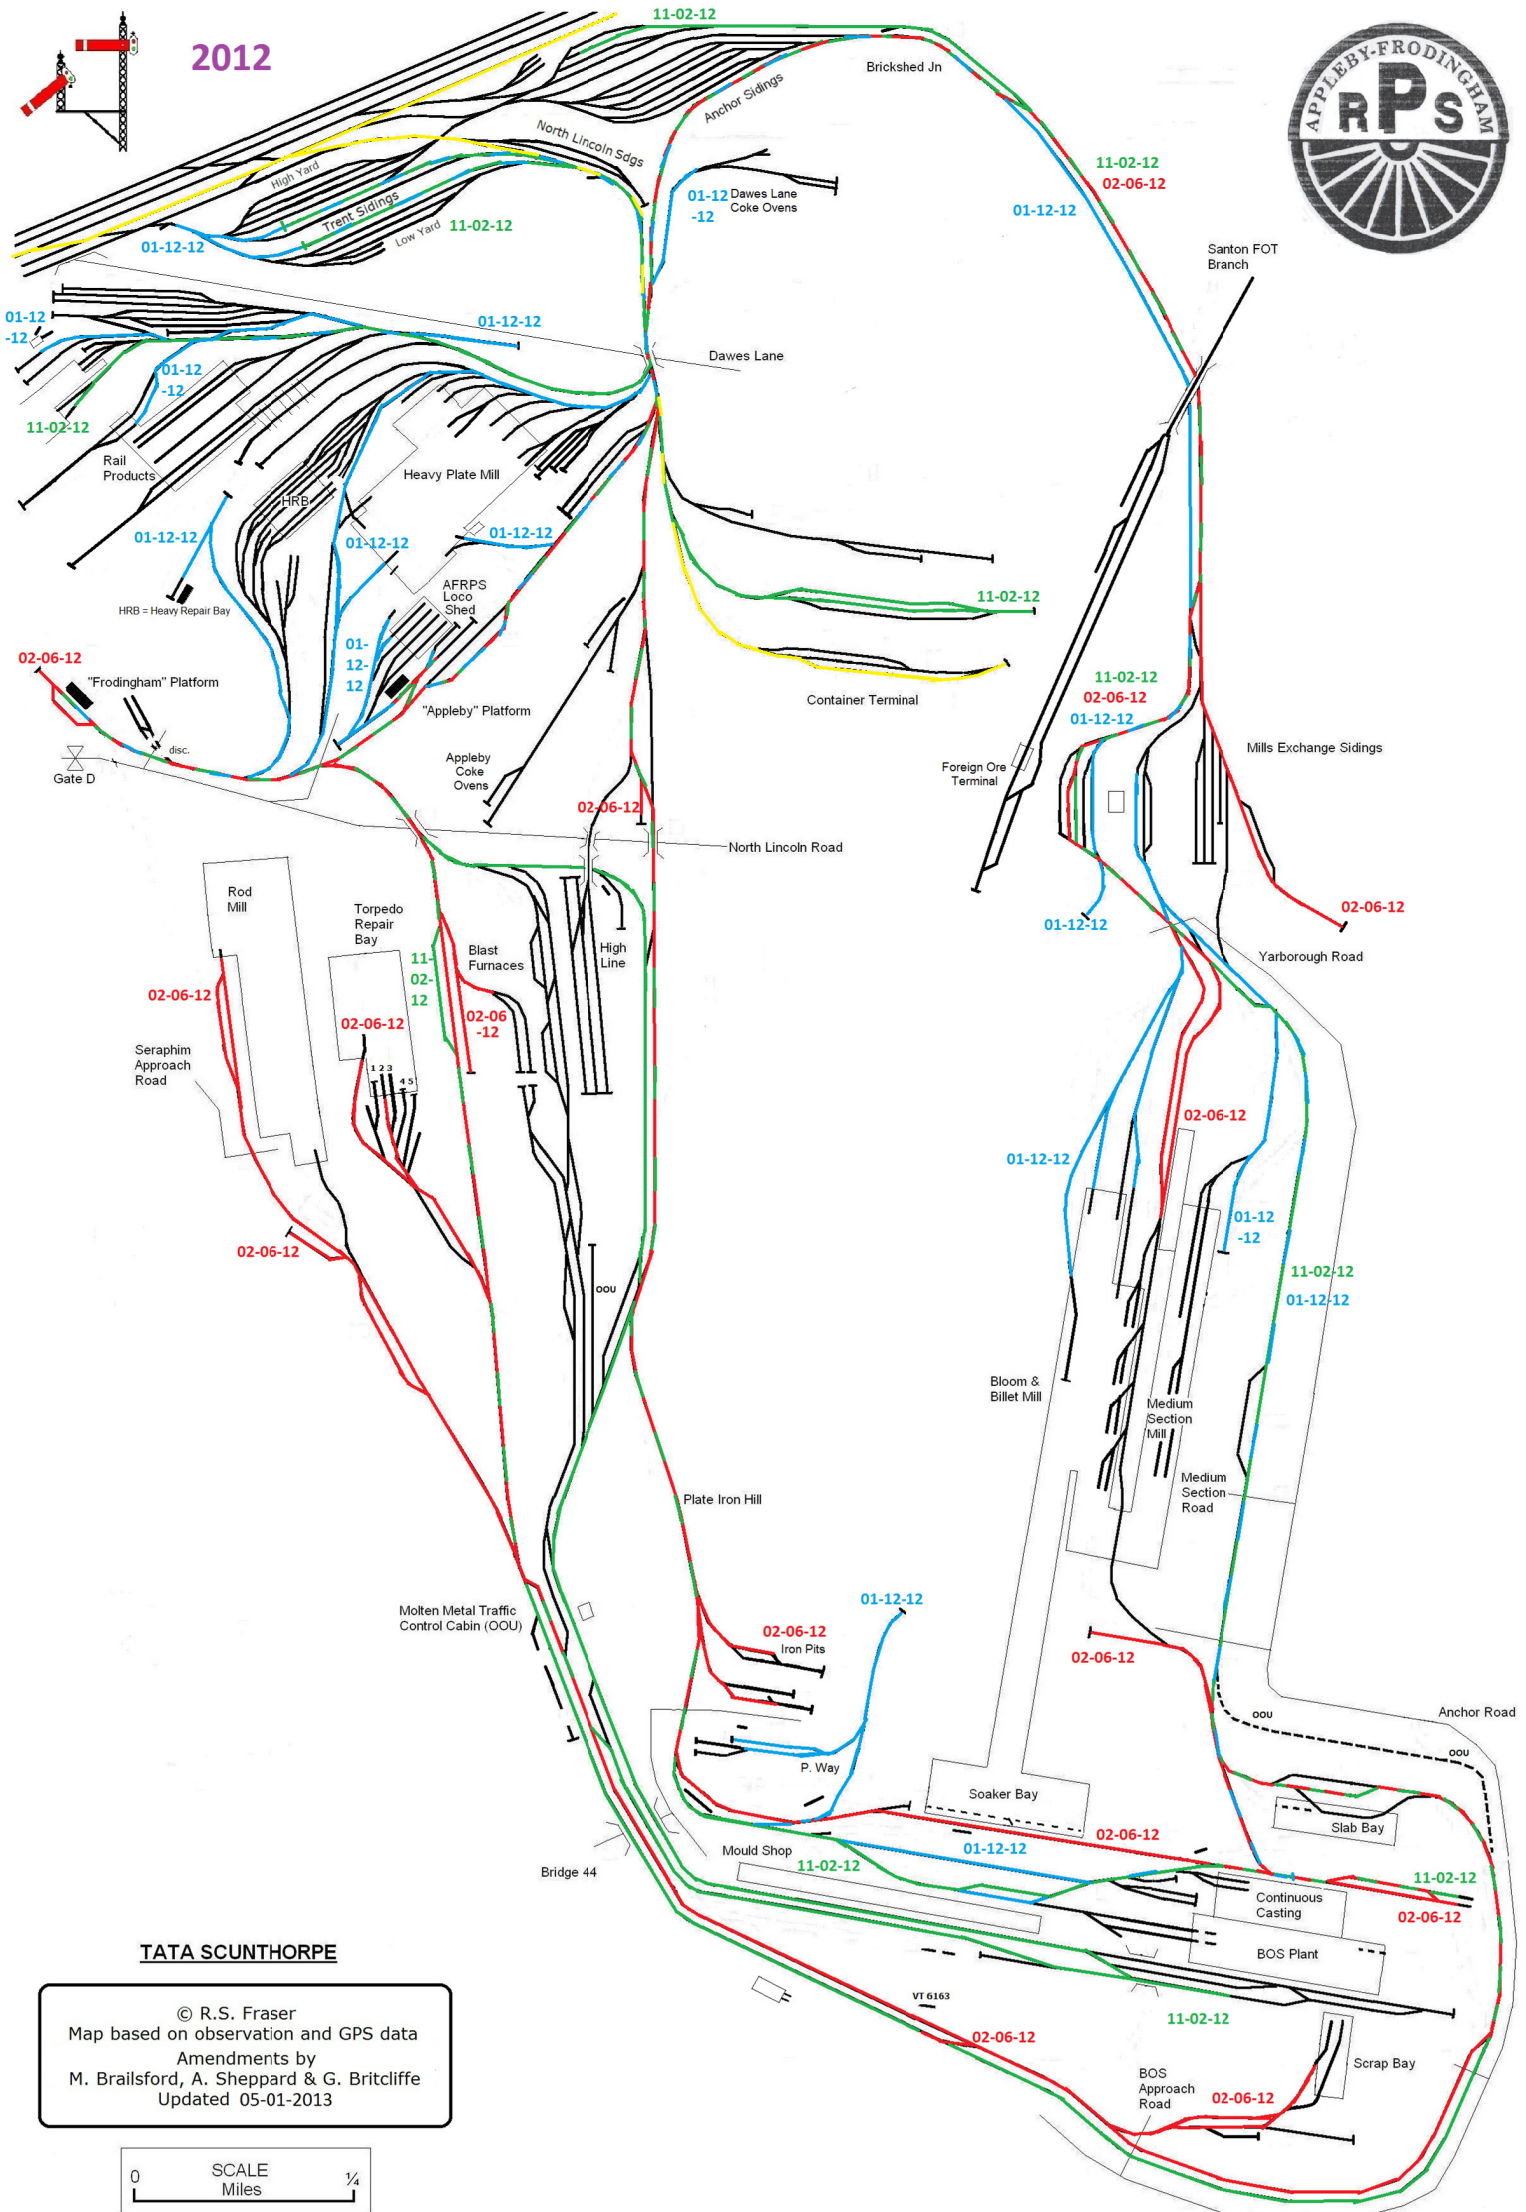 2012
11-02-12
Brickshed Jn
APPLEBY-FRODINGHAM
RPS
Anchor Sidings
North Lincoln Sdgs
High Yard
Trent Sidings
Low Yard
11-02-12
01-12-12
01-12
-12
Dawes Lane
Coke Ovens
11-02-12
02-06-12
01-12-12
Santon FOT
Branch
01-12
-12
01-12-12
Dawes Lane
01-12
-12
11-02-12
Rail
Products
HRB
Heavy Plate Mill
01-12-12
01-12-12
01-12-12
HRB = Heavy Repair Bay
AFRPS
Loco
Shed
01-
12-
12
11-02-12
Container Terminal
02-06-12
"Frodingham" Platform
"Appleby" Platform
disc.
Gate D
Appleby
Coke
Ovens
02-06-12
North Lincoln Road
Foreign Ore
Terminal
11-02-12
02-06-12
01-12-12
Mills Exchange Sidings
01-12-12
02-06-12
Yarborough Road
Rod
Mill
Torpedo
Repair
Bay
Blast
Furnaces
High
Line
11-
02-
12
02-06
-12
02-06-12
02-06-12
1 2 3
4 5
Seraphim
Approach
Road
02-06-12
OOU
02-06-12
01-12-12
01-12
-12
11-02-12
01-12-12
Bloom &
Billet Mill
Medium
Section
Mill
Medium
Section
Road
Plate Iron Hill
Molten Metal Traffic
Control Cabin (OOU)
01-12-12
02-06-12
Iron Pits
02-06-12
02-06-12
P. Way
OOU
Anchor Road
OOU
Soaker Bay
Slab Bay
Bridge 44
Mould Shop
11-02-12
01-12-12
02-06-12
Continuous
Casting
11-02-12
02-06-12
BOS Plant
VT 6163
11-02-12
02-06-12
BOS
Approach
Road
02-06-12
Scrap Bay
TATA SCUNTHORPE
© R.S. Fraser
Map based on observation and GPS data
Amendments by
M. Brailsford, A. Sheppard & G. Britcliffe
Updated 05-01-2013
0 SCALE ¼
Miles